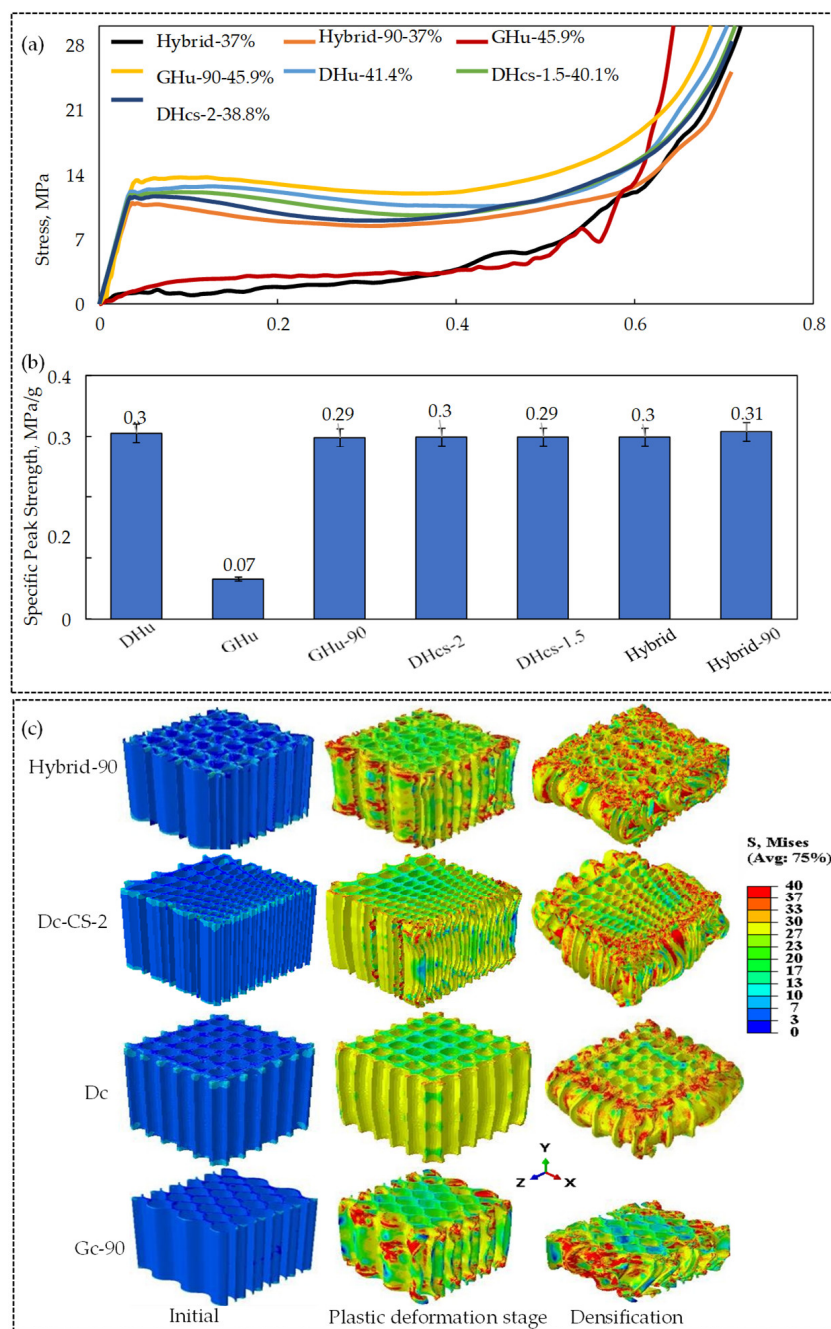 (a)
28
21
14
7
0
Stress, MPa
Hybrid-37%
Hybrid-90-37%
GHu-45.9%
GHu-90-45.9%
DHu-41.4%
DHcs-1.5-40.1%
DHcs-2-38.8%
0
0.2
0.4
0.6
0.8
(b)
Specific Peak Strength, MPa/g
0.4
0.3
0.2
0
0.3
0.07
0.29
0.3
0.29
0.3
0.31
DHu
GHu
GHu-90
DHcs-2
DHcs-1.5
Hybrid
Hybrid-90
(c)
Hybrid-90
Dc-CS-2
Dc
Gc-90
S, Mises
(Avg: 75%)
40
37
33
30
27
23
20
17
13
10
7
3
0
Y
Z
X
Initial
Plastic deformation stage
Densification